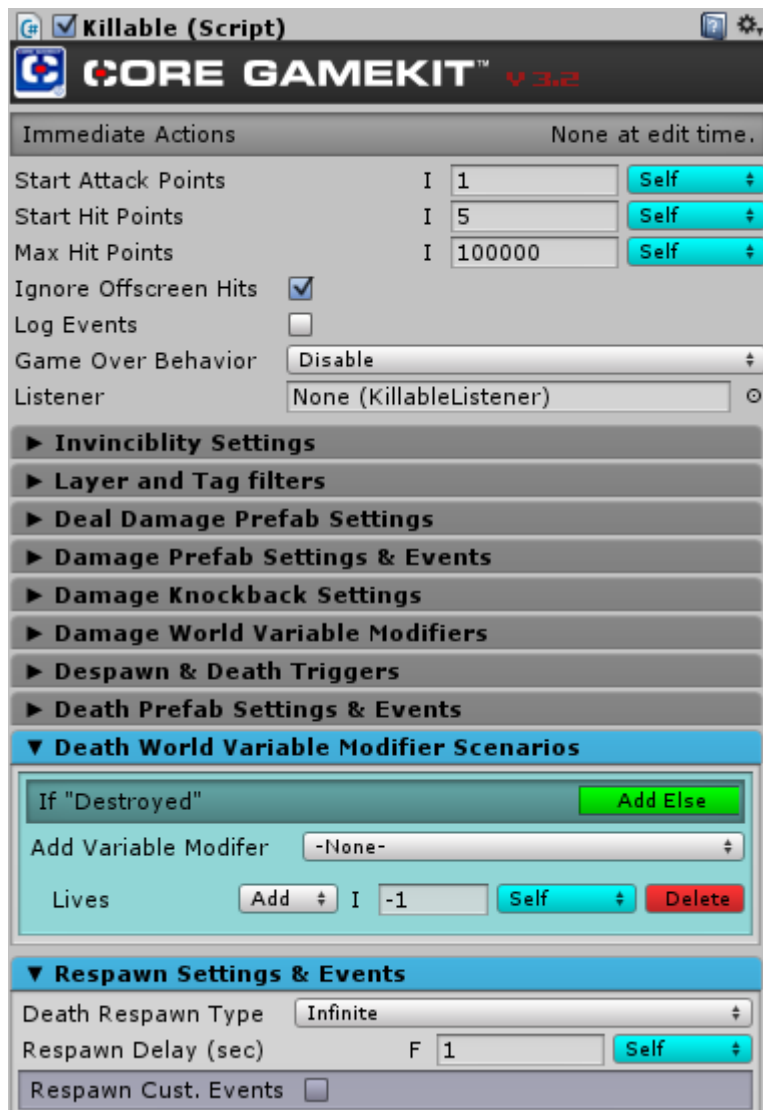 Killable (Script)
CORE GAMEKIT™ V 3.2
Immediate Actions None at edit time.
Start Attack Points I 1 Self
Start Hit Points I 5 Self
Max Hit Points I 100000 Self
Ignore Offscreen Hits
Log Events
Game Over Behavior Disable
Listener None (KillableListener)
► Invinciblity Settings
► Layer and Tag filters
► Deal Damage Prefab Settings
► Damage Prefab Settings & Events
► Damage Knockback Settings
► Damage World Variable Modifiers
► Despawn & Death Triggers
► Death Prefab Settings & Events
▼ Death World Variable Modifier Scenarios
If "Destroyed" Add Else
Add Variable Modifer -None-
Lives Add I -1 Self Delete
▼ Respawn Settings & Events
Death Respawn Type Infinite
Respawn Delay (sec) F 1 Self
Respawn Cust. Events